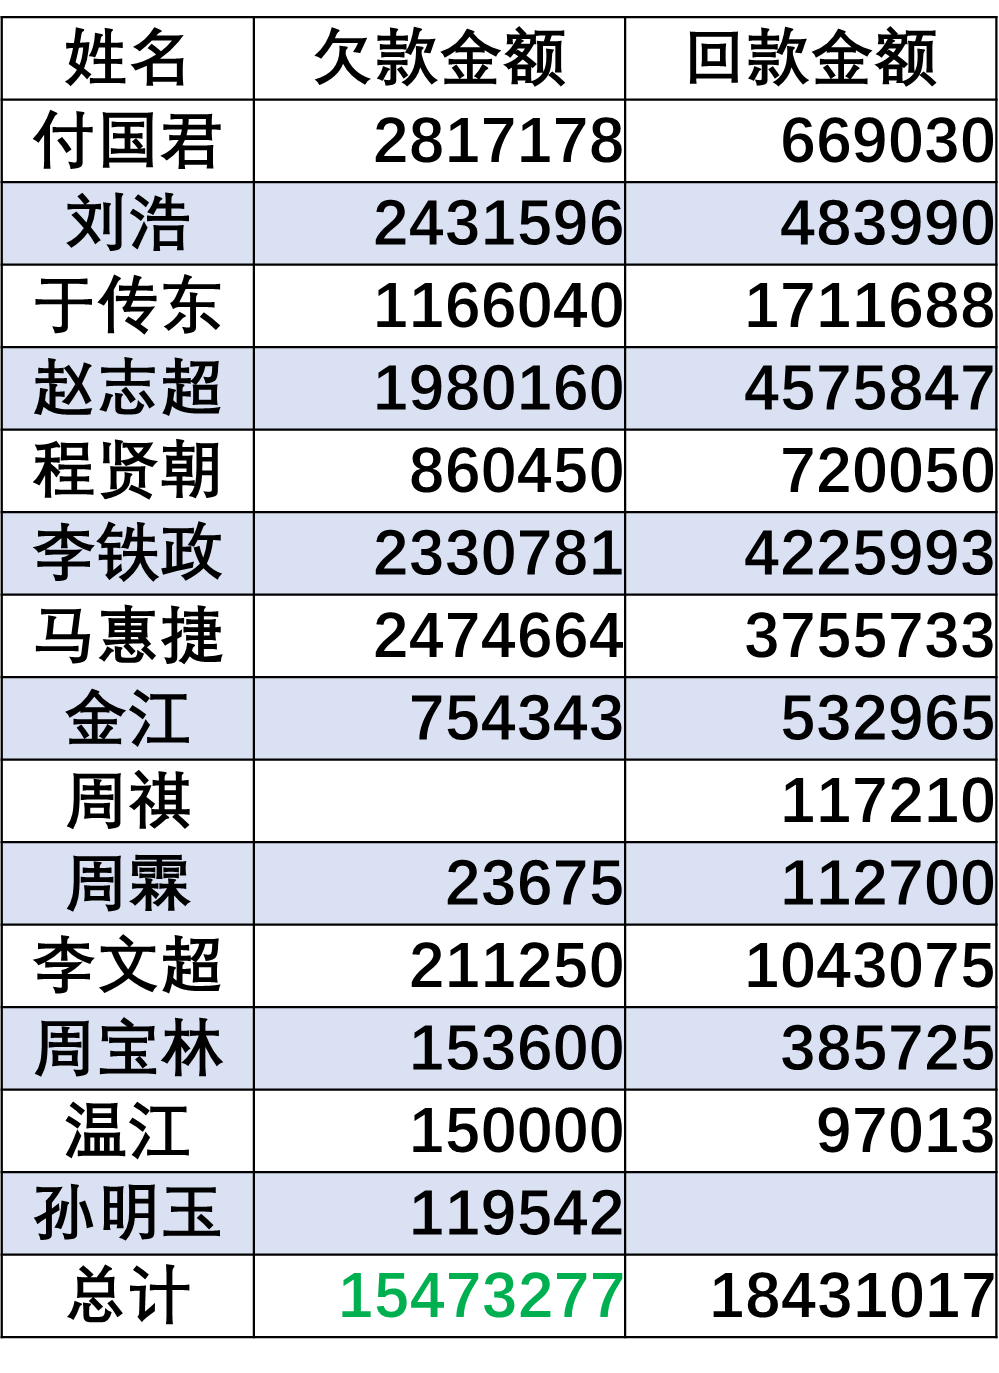 姓名 欠款金额 回款金额
付国君 2817178 669030
刘浩 2431596 483990
于传东 1166040 1711688
赵志超 1980160 4575847
程贤朝 860450 720050
李铁政 2330781 4225993
马惠捷 2474664 3755733
金江 754343 532965
周祺 117210
周霖 23675 112700
李文超 211250 1043075
周宝林 153600 385725
温江 150000 97013
孙明玉 119542
总计 15473277 18431017